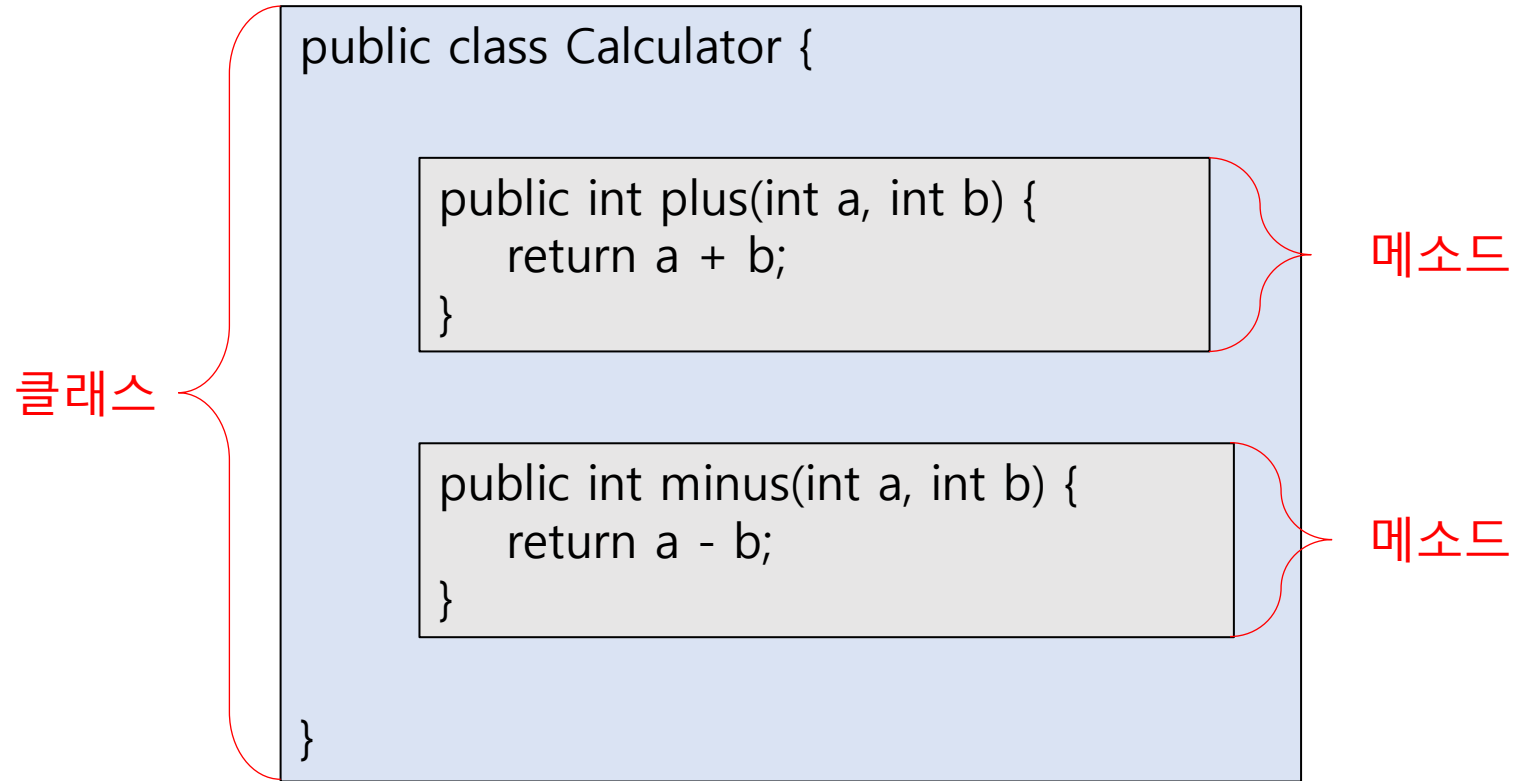 public class Calculator {
public int plus(int a, int b) {
return a + b;
}
메소드
클래스
public int minus(int a, int b) {
return a - b;
}
메소드
}